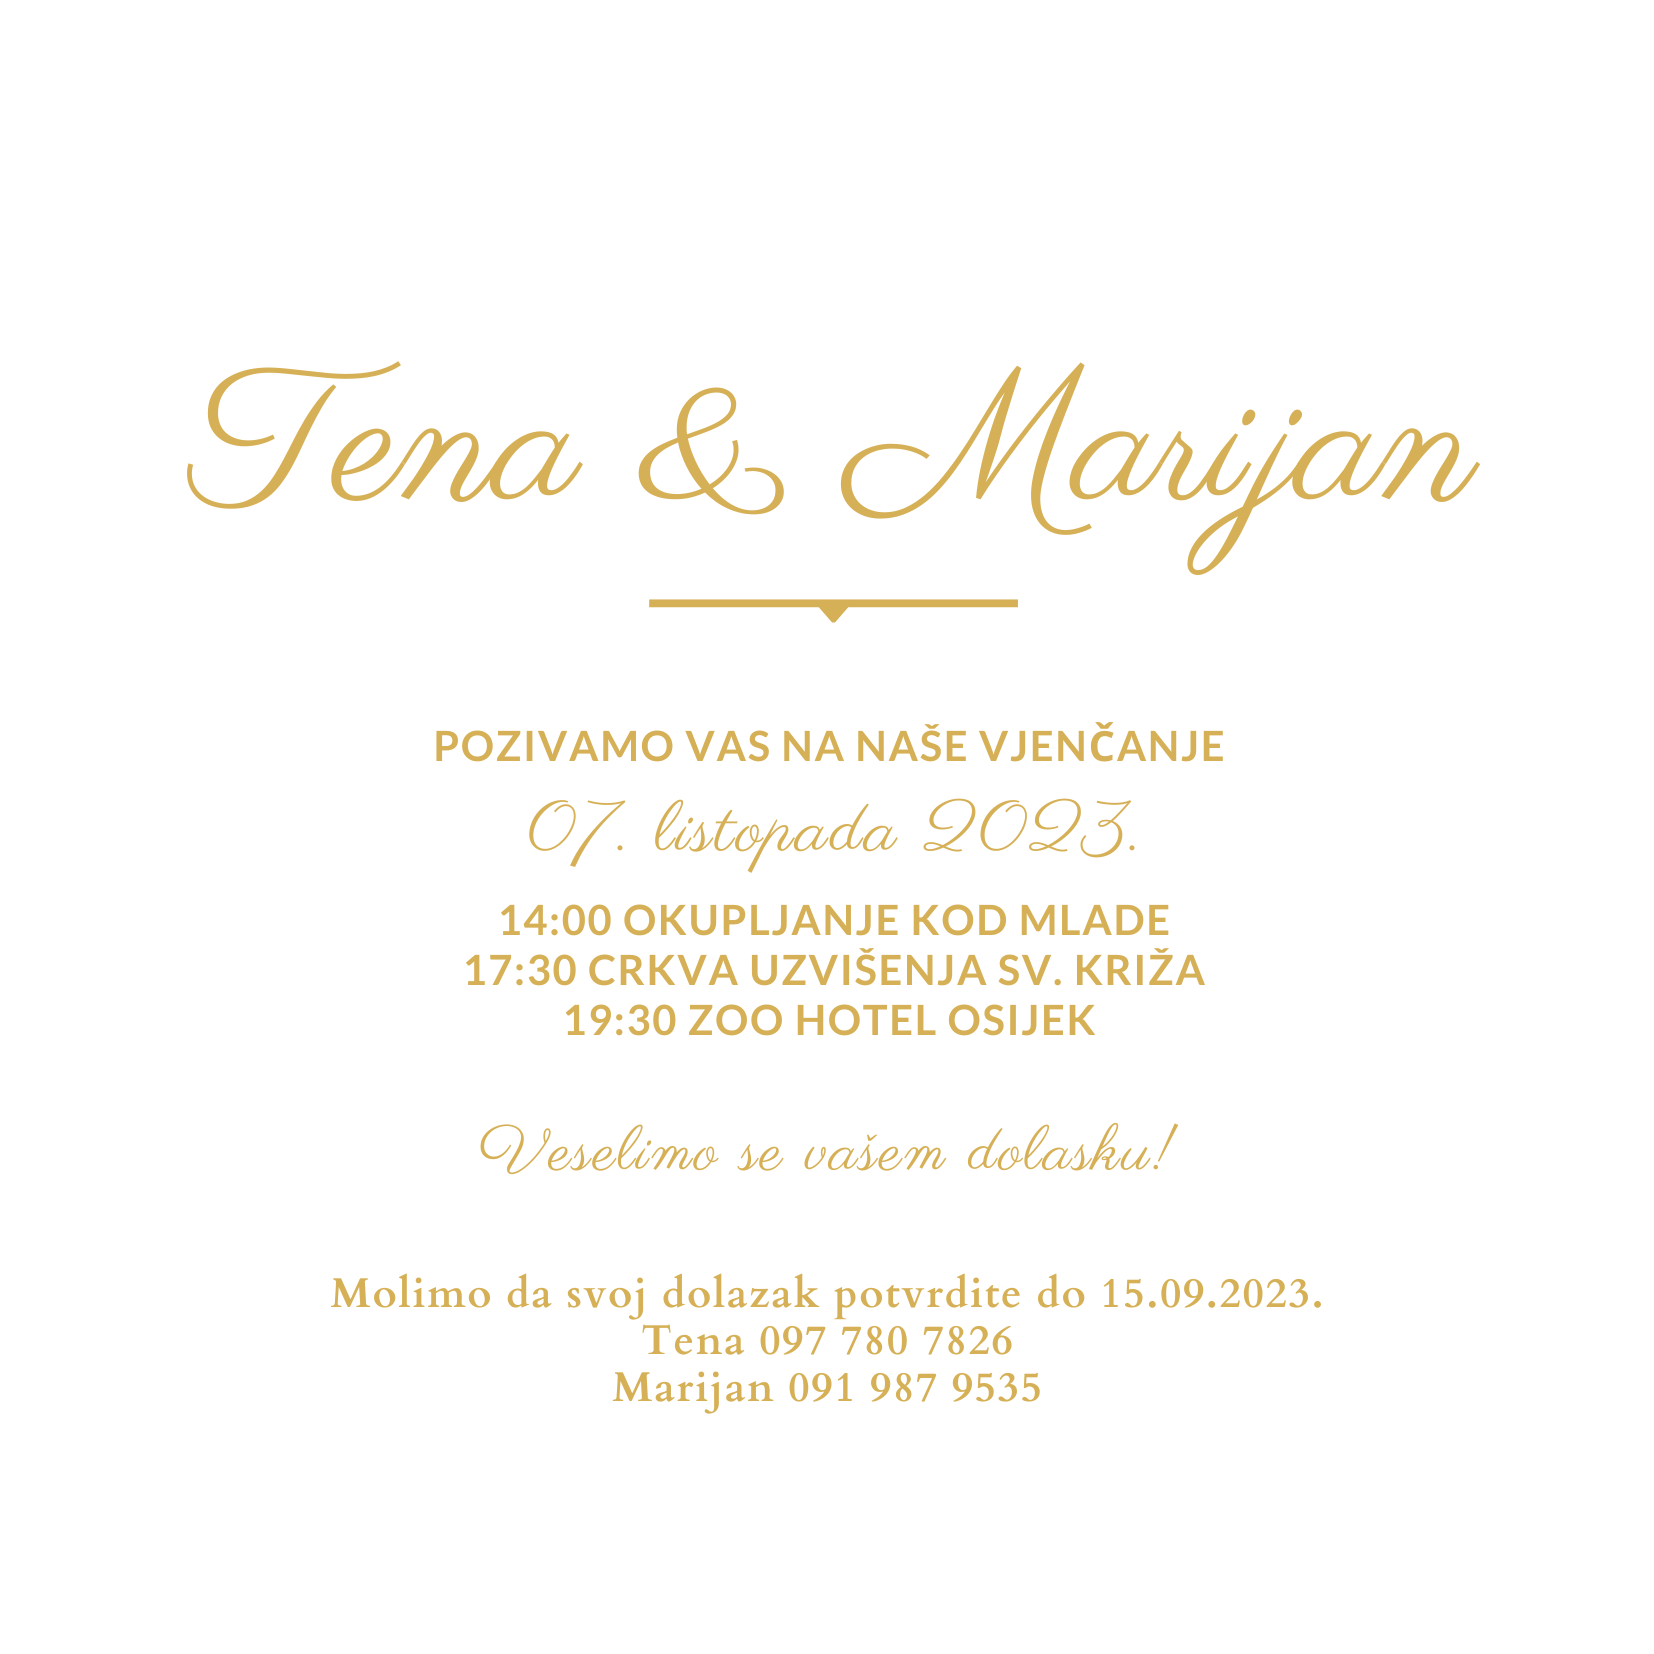 Tena & Marijan
POZIVAMO VAS NA NAŠE VJENČANJE
07. listopada 2023.
14:00 OKUPLJANJE KOD MLADE
17:30 CRKVA UZVIŠENJA SV. KRIŽA
19:30 ZOO HOTEL OSIJEK
Veselimo se vašem dolasku!
Molimo da svoj dolazak potvrdite do 15.09.2023.
Tena 097 780 7826
Marijan 091 987 9535